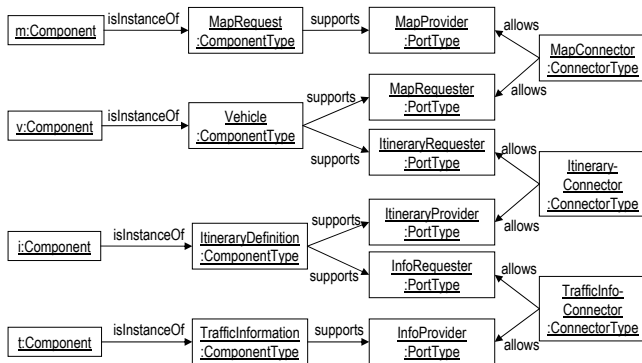 m:Component
isInstanceOf
MapRequest
:ComponentType
supports
MapProvider
:PortType
allows
MapConnector
:ConnectorType
allows
v:Component
isInstanceOf
Vehicle
:ComponentType
supports
MapRequester
:PortType
supports
ItineraryRequester
:PortType
allows
Itinerary-
Connector
:ConnectorType
allows
i:Component
isInstanceOf
ItineraryDefinition
:ComponentType
supports
ItineraryProvider
:PortType
supports
InfoRequester
:PortType
allows
TrafficInfo-
Connector
:ConnectorType
allows
t:Component
isInstanceOf
TrafficInformation
:ComponentType
supports
InfoProvider
:PortType